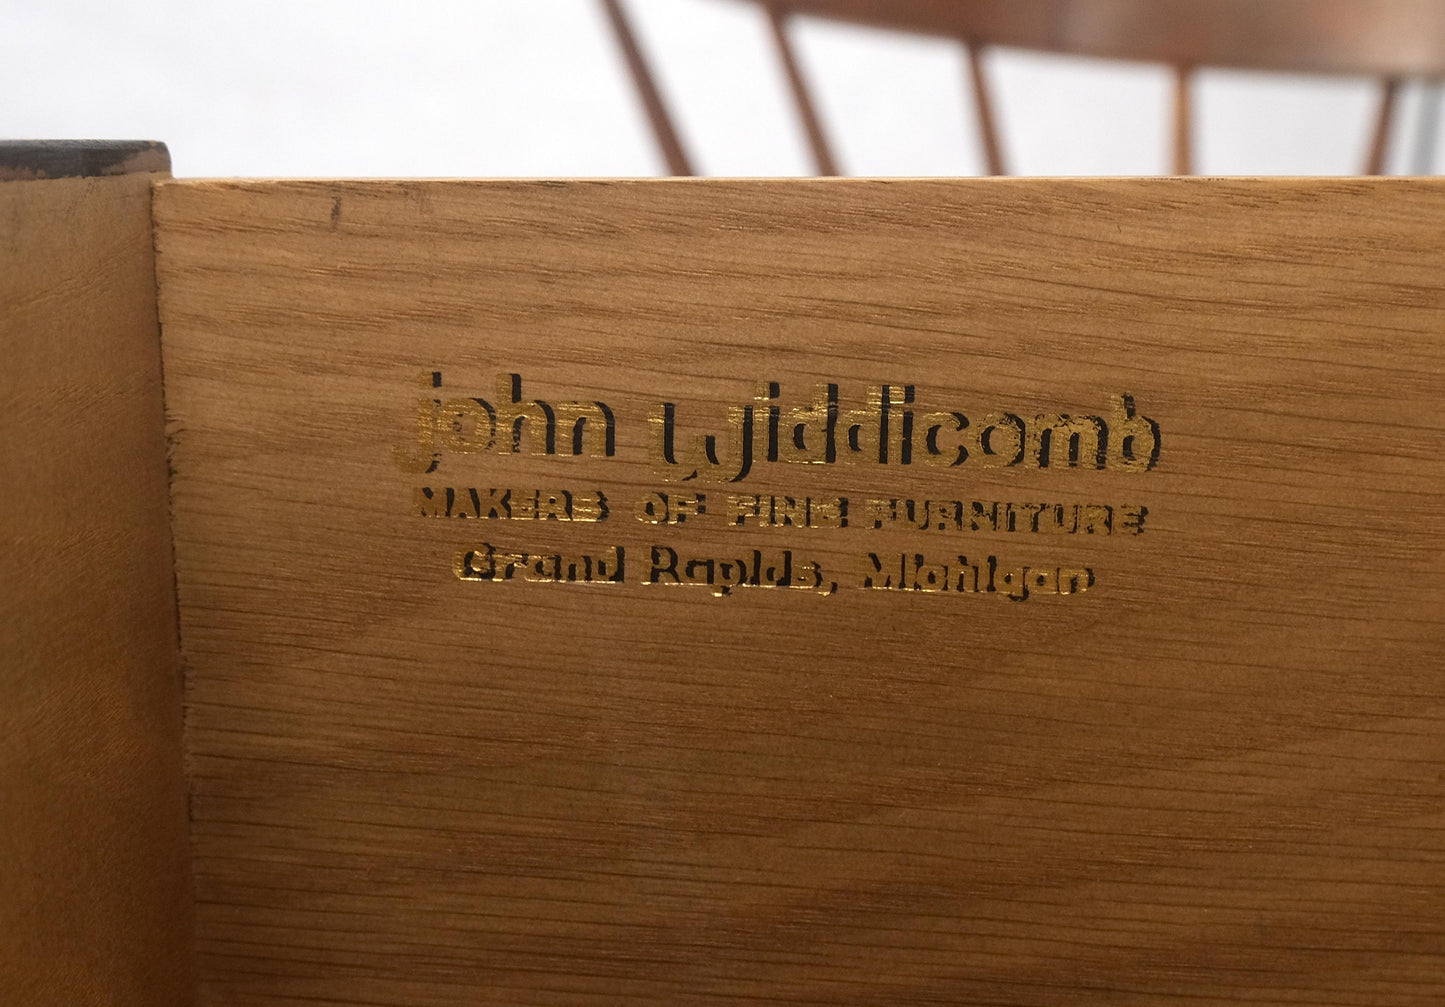 john widdicomb
MAKERS OF FINE FURNITURE
Grand Rapids, Michigan